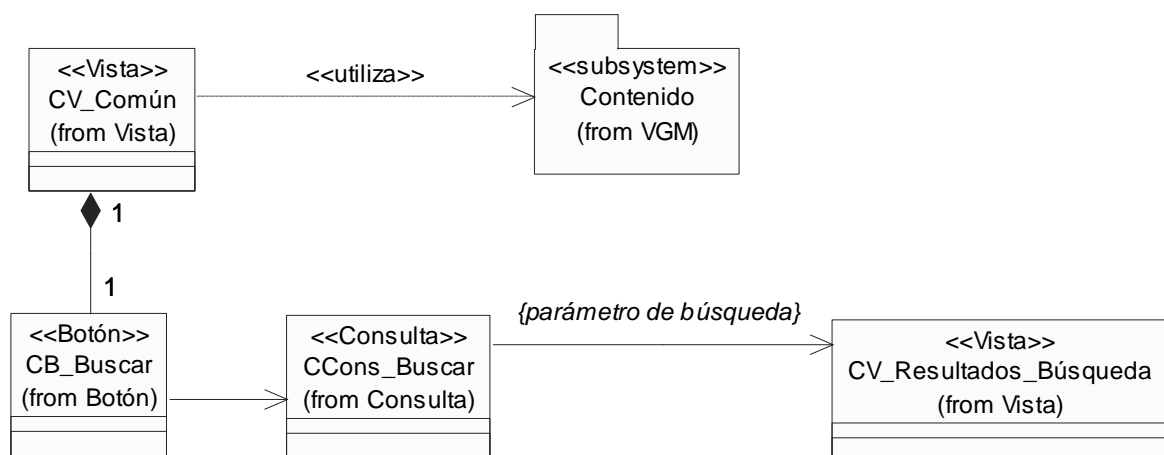 <<Vista>>
CV_Común
(from Vista)
<<utiliza>>
<<subsystem>>
Contenido
(from VGM)
1
1
<<Botón>>
CB_Buscar
(from Botón)
<<Consulta>>
CCons_Buscar
(from Consulta)
{parámetro de búsqueda}
<<Vista>>
CV_Resultados_Búsqueda
(from Vista)